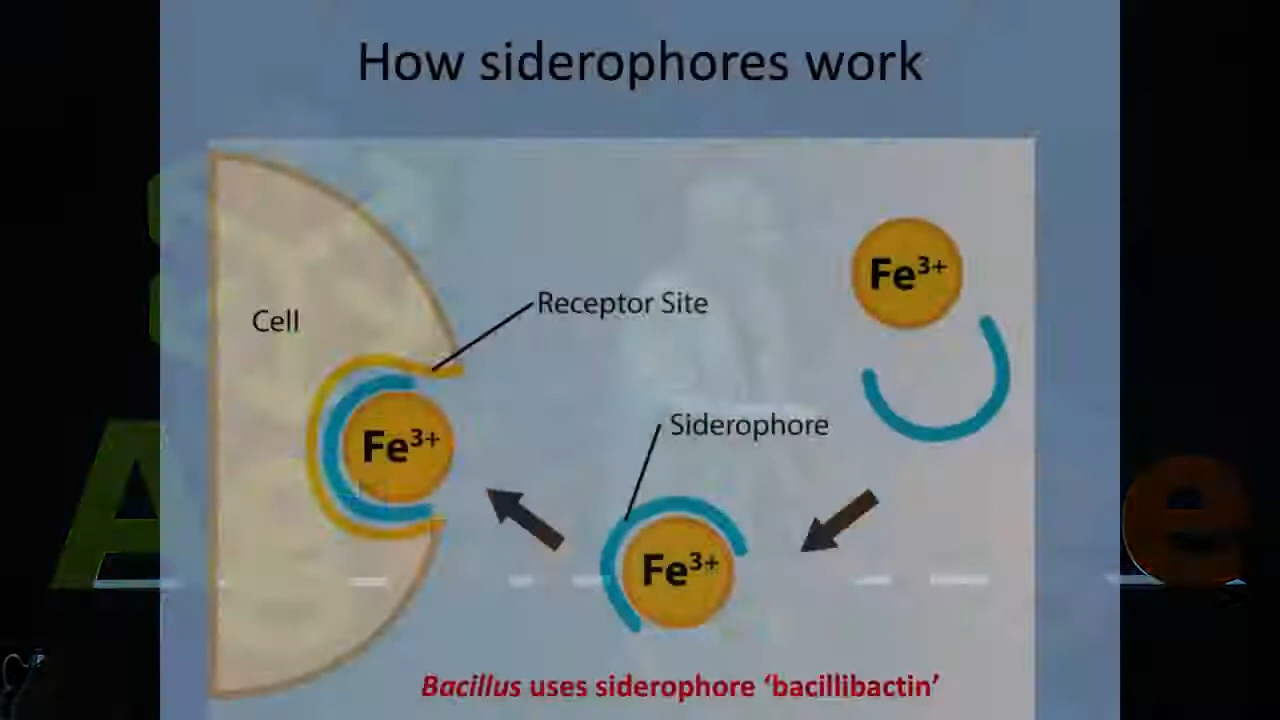 How siderophores work
Fe³⁺
Receptor Site
Cell
Siderophore
Fe³⁺
Fe³⁺
Bacillus uses siderophore ‘bacillibactin’